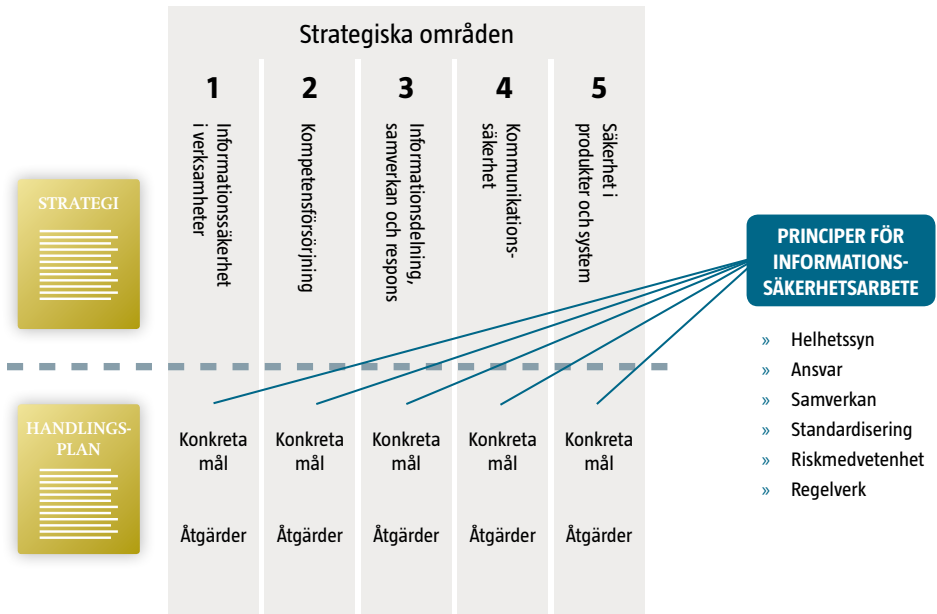 Strategiska områden
1
2
3
4
5
Informationssäkerhet
i verksamheter
Kompetensförsörjning
Informationsdelning,
samverkan och respons
Kommunikations-
säkerhet
Säkerhet i
produkter och system
STRATEGI
PRINCIPER FÖR
INFORMATIONS-
SÄKERHETSARBETE
» Helhetssyn
» Ansvar
» Samverkan
» Standardisering
» Riskmedvetenhet
» Regelverk
HANDLINGS-
PLAN
Konkreta
mål
Konkreta
mål
Konkreta
mål
Konkreta
mål
Konkreta
mål
Åtgärder
Åtgärder
Åtgärder
Åtgärder
Åtgärder